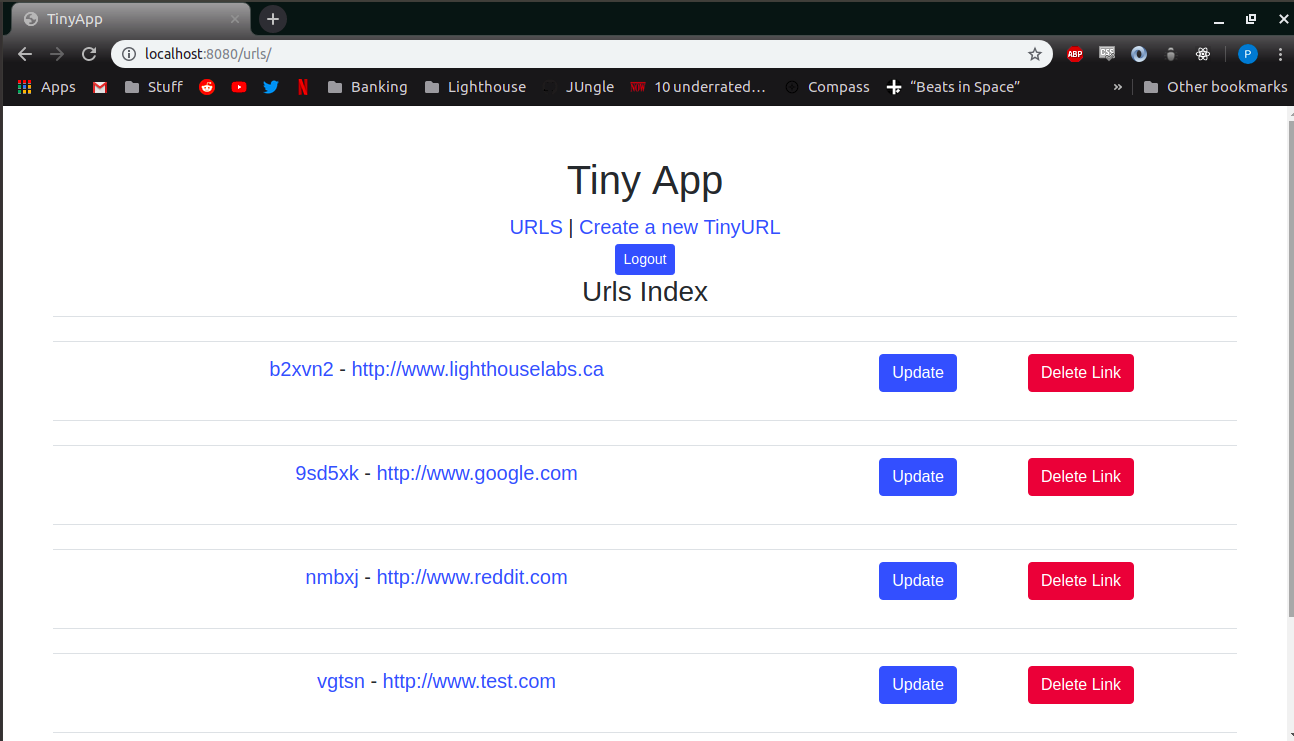 TinyApp
localhost:8080/urls/
ABP CSE P
Apps Stuff Banking Lighthouse JUngle NOW 10 underrated... Compass “Beats in Space” » Other bookmarks
Tiny App
URLS | Create a new TinyURL
Logout
Urls Index
b2xvn2 - http://www.lighthouselabs.ca Update Delete Link
9sd5xk - http://www.google.com Update Delete Link
nmbxj - http://www.reddit.com Update Delete Link
vgtsn - http://www.test.com Update Delete Link